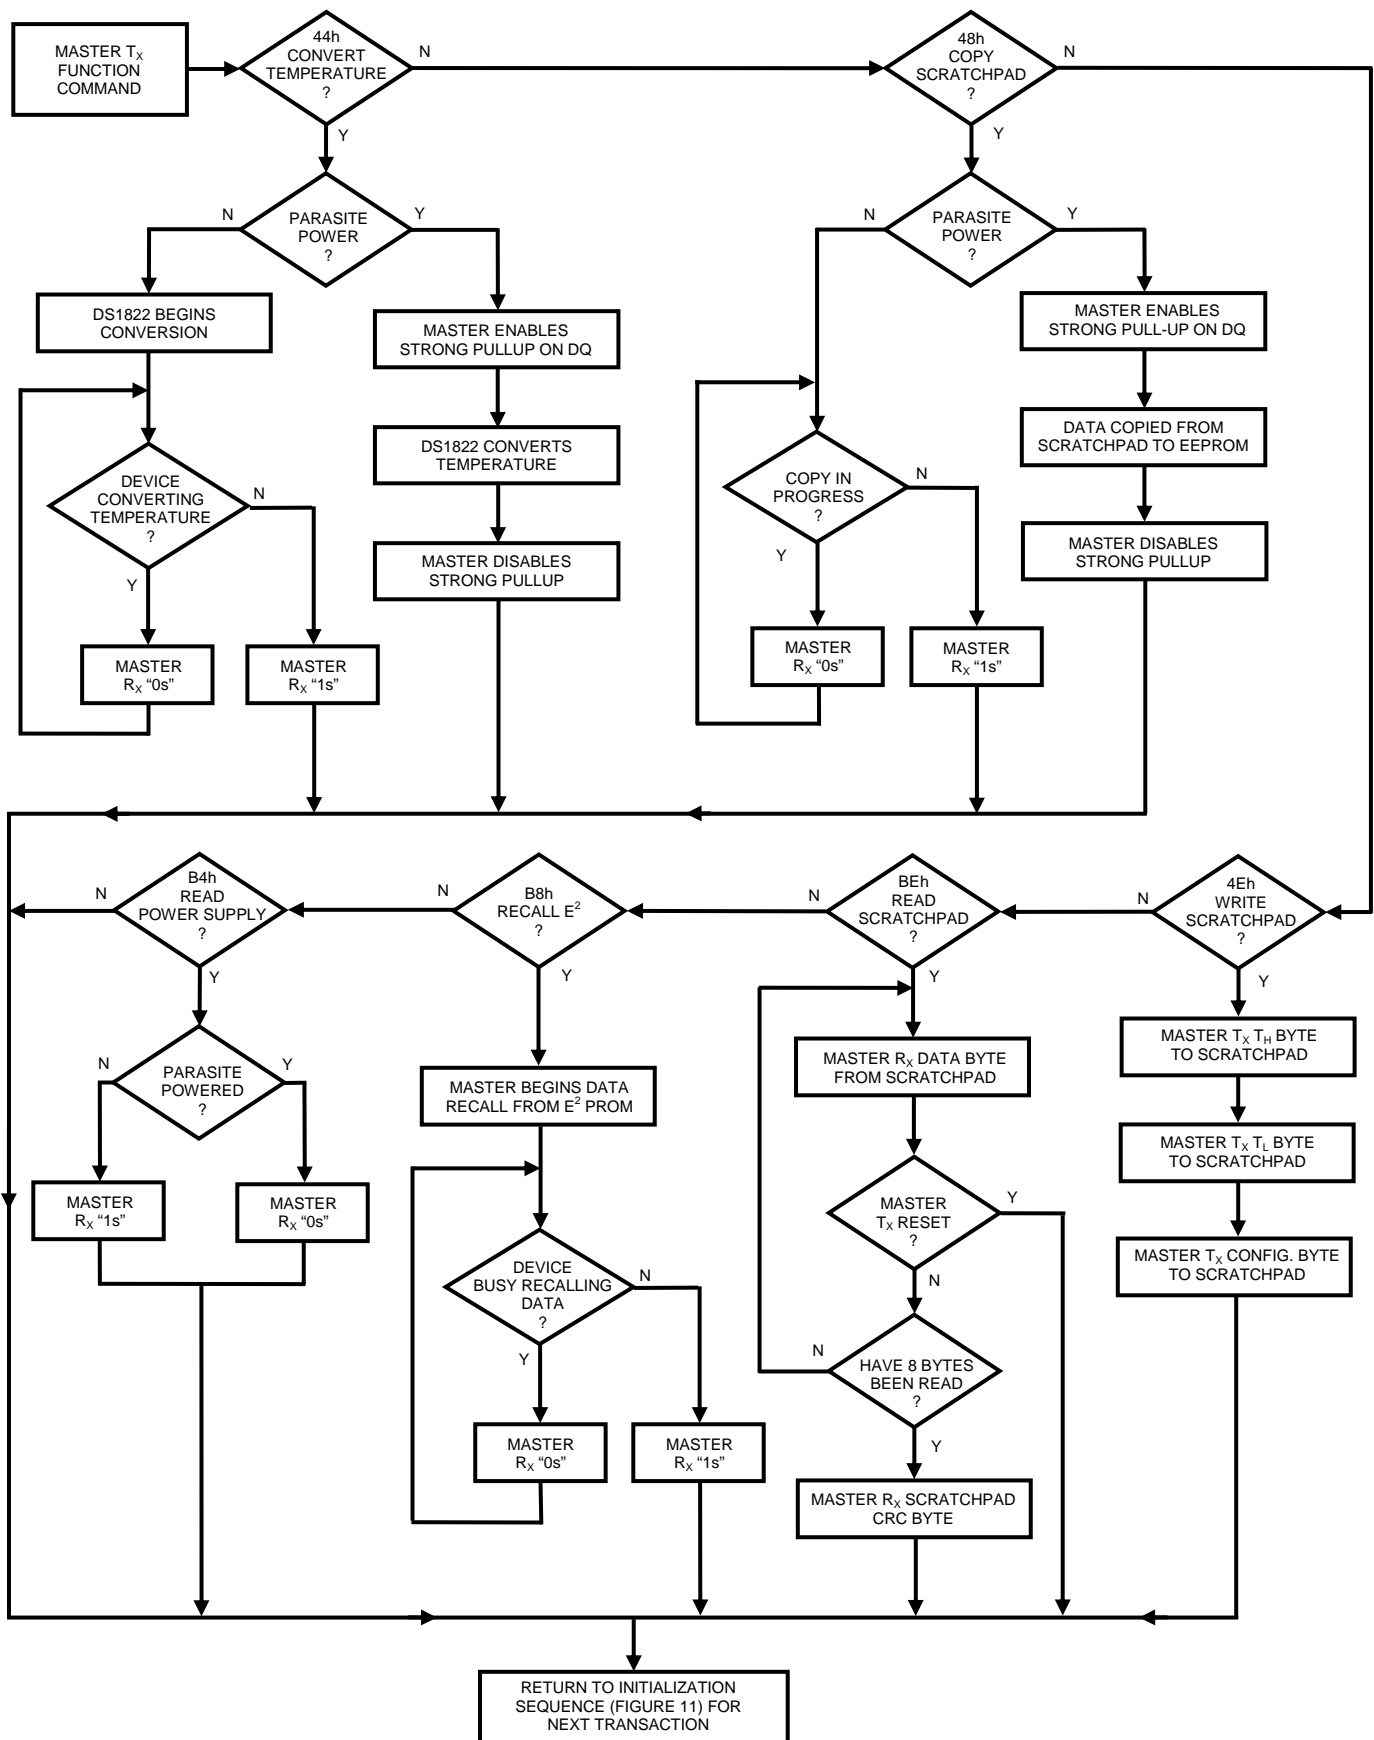 MASTER TX
FUNCTION
COMMAND
44h
CONVERT
TEMPERATURE
?
N
Y
48h
COPY
SCRATCHPAD
?
N
Y
PARASITE
POWER
?
N
Y
DS1822 BEGINS
CONVERSION
MASTER ENABLES
STRONG PULLUP ON DQ
DEVICE
CONVERTING
TEMPERATURE
?
N
Y
DS1822 CONVERTS
TEMPERATURE
MASTER DISABLES
STRONG PULLUP
MASTER
RX “0s”
MASTER
RX “1s”
PARASITE
POWER
?
N
Y
MASTER ENABLES
STRONG PULL-UP ON DQ
DATA COPIED FROM
SCRATCHPAD TO EEPROM
COPY IN
PROGRESS
?
N
Y
MASTER DISABLES
STRONG PULLUP
MASTER
RX “0s”
MASTER
RX “1s”
B4h
READ
POWER SUPPLY
?
N
Y
B8h
RECALL E²
?
N
Y
BEh
READ
SCRATCHPAD
?
N
Y
4Eh
WRITE
SCRATCHPAD
?
N
Y
PARASITE
POWERED
?
N
Y
MASTER
RX “1s”
MASTER
RX “0s”
MASTER BEGINS DATA
RECALL FROM E² PROM
DEVICE
BUSY RECALLING
DATA
?
N
Y
MASTER
RX “0s”
MASTER
RX “1s”
MASTER RX DATA BYTE
FROM SCRATCHPAD
MASTER
TX RESET
?
Y
N
HAVE 8 BYTES
BEEN READ
?
N
Y
MASTER RX SCRATCHPAD
CRC BYTE
MASTER TX TH BYTE
TO SCRATCHPAD
MASTER TX TL BYTE
TO SCRATCHPAD
MASTER TX CONFIG. BYTE
TO SCRATCHPAD
RETURN TO INITIALIZATION
SEQUENCE (FIGURE 11) FOR
NEXT TRANSACTION